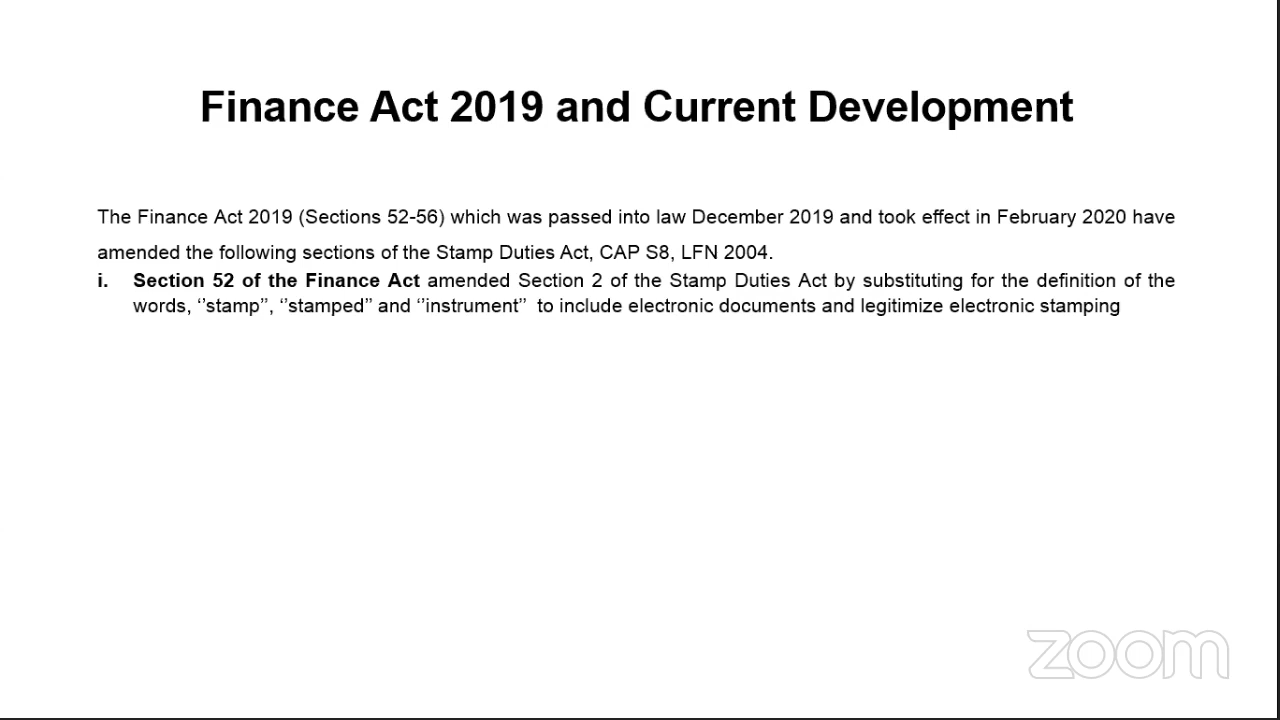 Finance Act 2019 and Current Development
The Finance Act 2019 (Sections 52-56) which was passed into law December 2019 and took effect in February 2020 have
amended the following sections of the Stamp Duties Act, CAP S8, LFN 2004.
i. Section 52 of the Finance Act amended Section 2 of the Stamp Duties Act by substituting for the definition of the
words, ‘’stamp’’, ‘’stamped’’ and ‘’instrument’’ to include electronic documents and legitimize electronic stamping
zoom